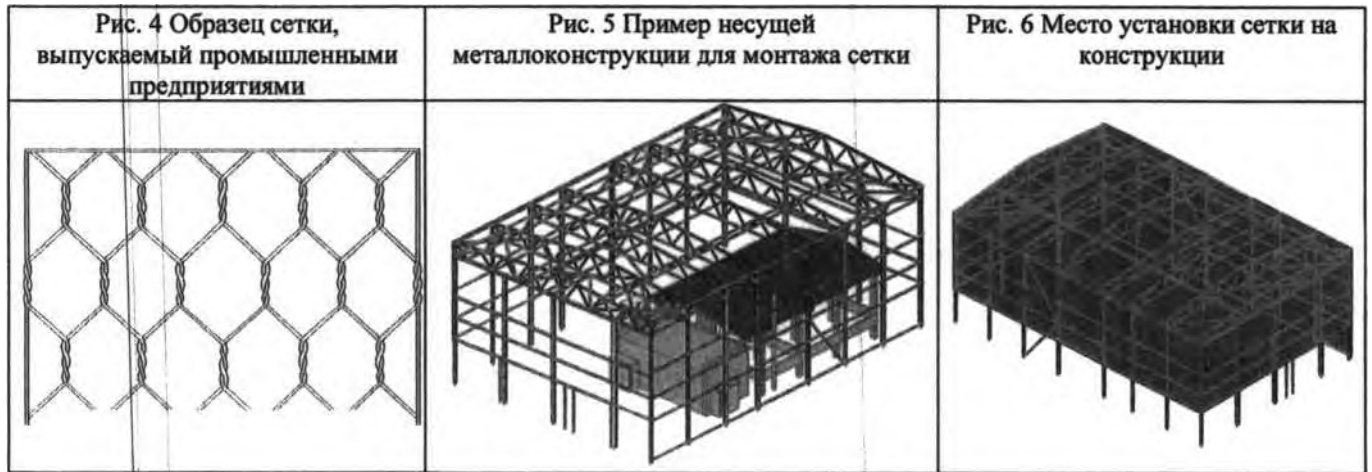 Рис. 4 Образец сетки,
выпускаемый промышленными
предприятиями
Рис. 5 Пример несущей
металлоконструкции для монтажа сетки
Рис. 6 Место установки сетки на
конструкции